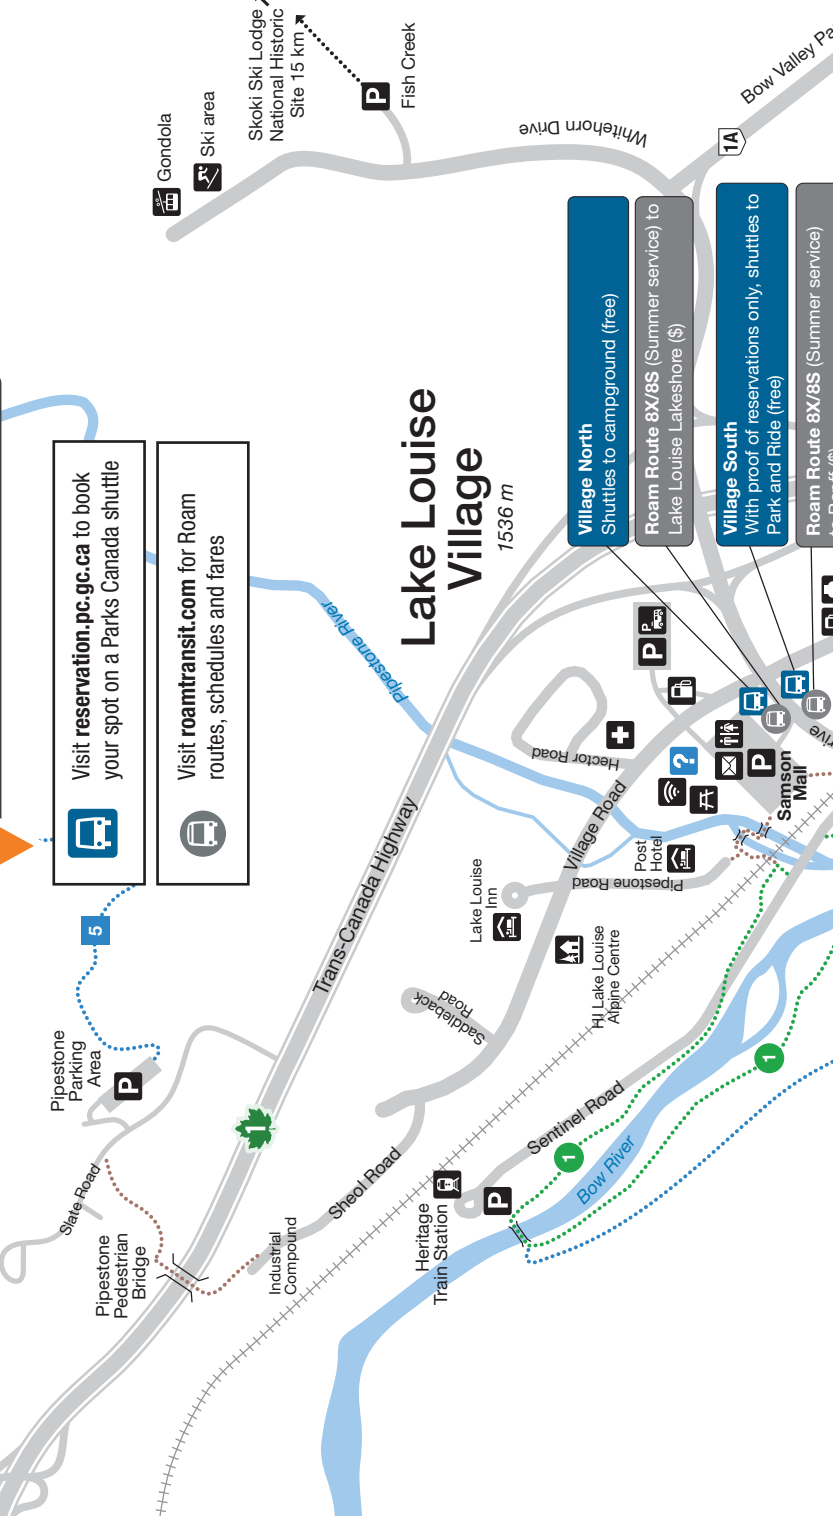 Skoki Ski Lodge
National Historic
Site 15 km
P
Fish Creek
Gondola
Ski area
Whitehorn Drive
1A
Bow Valley Pa
Visit reservation.pc.gc.ca to book
your spot on a Parks Canada shuttle
Visit roamtransit.com for Roam
routes, schedules and fares
Lake Louise
Village
1536 m
Village North
Shuttles to campground (free)
Roam Route 8X/8S (Summer service) to
Lake Louise Lakeshore ($)
Village South
With proof of reservations only, shuttles to
Park and Ride (free)
Roam Route 8X/8S (Summer service)
Pipestone River
Trans-Canada Highway
1
5
Pipestone
Parking
Area
P
Slate Road
Pipestone
Pedestrian
Bridge
Industrial
Compound
Sheol Road
Saddleback
Road
Lake Louise
Inn
HI Lake Louise
Alpine Centre
Pipestone Road
Post
Hotel
Village Road
Hector Road
P
P
?
P
Samson
Mall
rive
Heritage
Train Station
P
Sentinel Road
Bow River
1
1